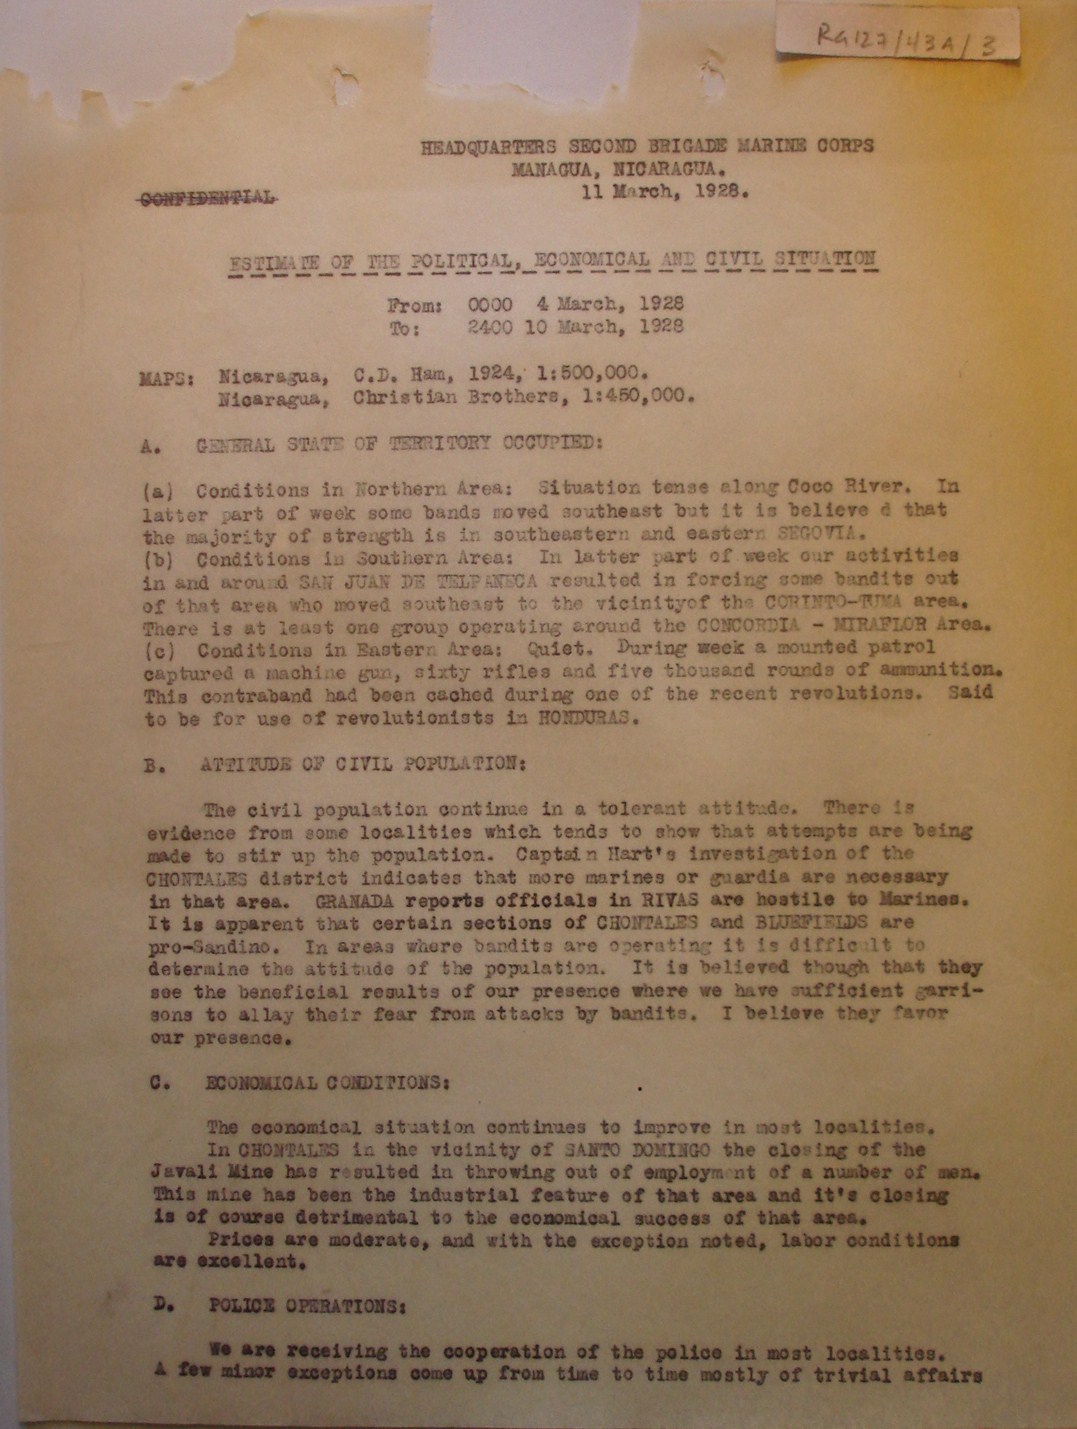 RG127/43A/3
HEADQUARTERS SECOND BRIGADE MARINE CORPS
MANAGUA, NICARAGUA.
11 March, 1928.
CONFIDENTIAL
ESTIMATE OF THE POLITICAL, ECONOMICAL AND CIVIL SITUATION
From: 0000 4 March, 1928
To: 2400 10 March, 1928
MAPS: Nicaragua, C.D. Ham, 1924, 1:500,000.
Nicaragua, Christian Brothers, 1:450,000.
A. GENERAL STATE OF TERRITORY OCCUPIED:
(a) Conditions in Northern Area: Situation tense along Coco River. In
latter part of week some bands moved southeast but it is believe d that
the majority of strength is in southeastern and eastern SEGOVIA.
(b) Conditions in Southern Area: In latter part of week our activities
in and around SAN JUAN DE TELPANECA resulted in forcing some bandits out
of that area who moved southeast to the vicinityof the CORINTO-TUMA area.
There is at least one group operating around the CONCORDIA - MIRAFLOR Area.
(c) Conditions in Eastern Area: Quiet. During week a mounted patrol
captured a machine gun, sixty rifles and five thousand rounds of ammunition.
This contraband had been cached during one of the recent revolutions. Said
to be for use of revolutionists in HONDURAS.
B. ATTITUDE OF CIVIL POPULATION:
The civil population continue in a tolerant attitude. There is
evidence from some localities which tends to show that attempts are being
made to stir up the population. Captain Hart's investigation of the
CHONTALES district indicates that more marines or guardia are necessary
in that area. GRANADA reports officials in RIVAS are hostile to Marines.
It is apparent that certain sections of CHONTALES and BLUEFIELDS are
pro-Sandino. In areas where bandits are operating it is difficult to
determine the attitude of the population. It is believed though that they
see the beneficial results of our presence where we have sufficient garri-
sons to allay their fear from attacks by bandits. I believe they favor
our presence.
C. ECONOMICAL CONDITIONS:
The economical situation continues to improve in most localities.
In CHONTALES in the vicinity of SANTO DOMINGO the closing of the
Javali Mine has resulted in throwing out of employment of a number of men.
This mine has been the industrial feature of that area and it's closing
is of course detrimental to the economical success of that area.
Prices are moderate, and with the exception noted, labor conditions
are excellent.
D. POLICE OPERATIONS:
We are receiving the cooperation of the police in most localities.
A few minor exceptions come up from time to time mostly of trivial affairs